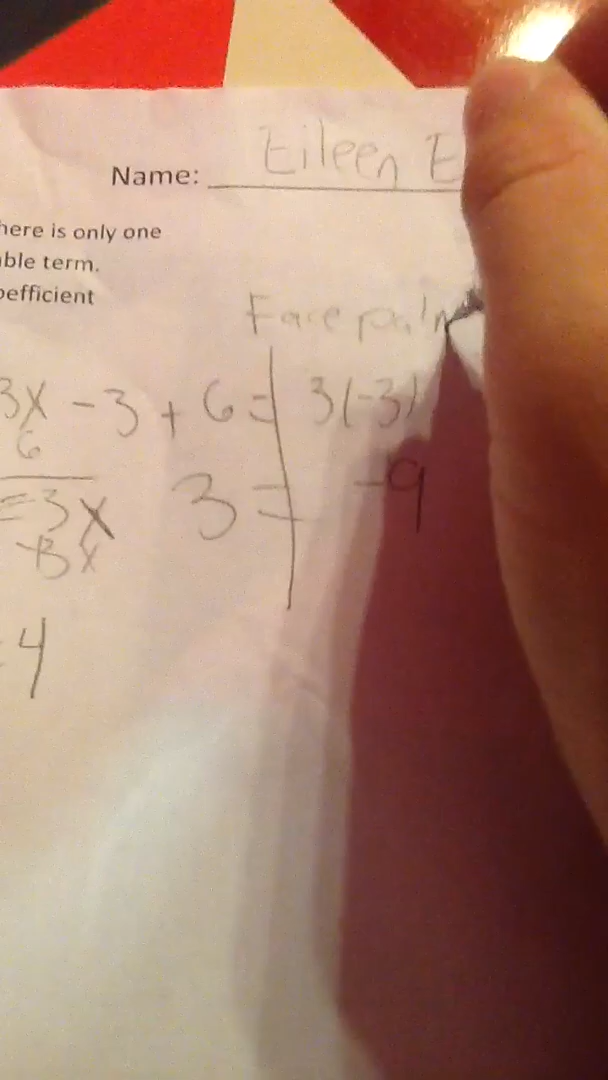 Name: Eileen E
here is only one
ble term.
oefficient
Face palm
3x - 3 + 6 = 3(-3)
6
= 3x 3 = -9
-3x
4